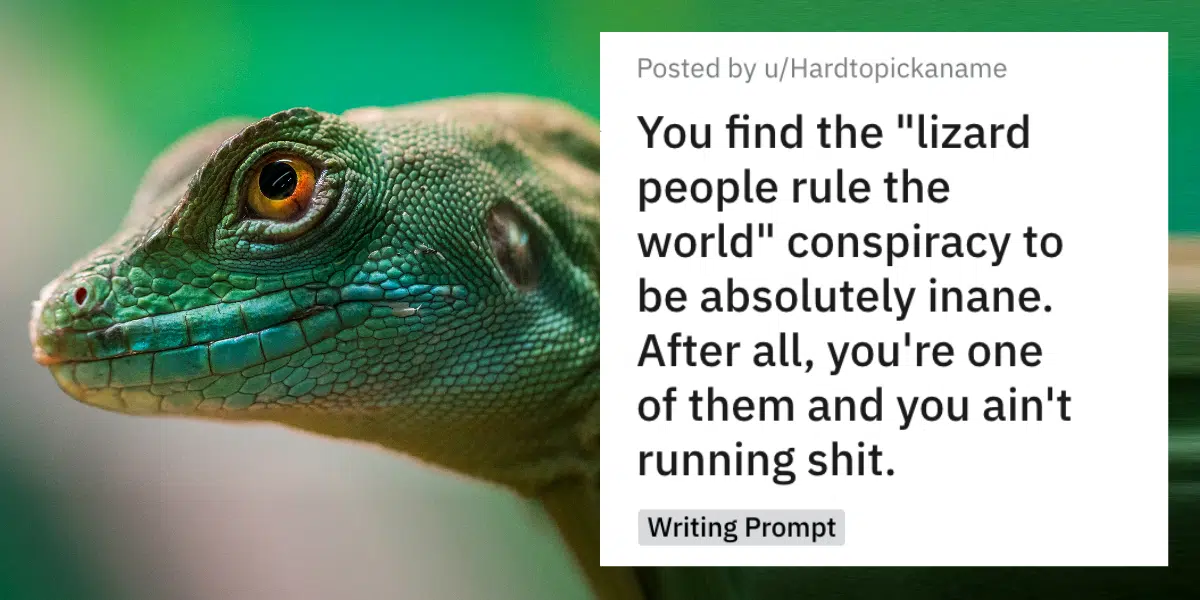 Posted by u/Hardtopickaname
You find the "lizard
people rule the
world" conspiracy to
be absolutely inane.
After all, you're one
of them and you ain't
running shit.
Writing Prompt